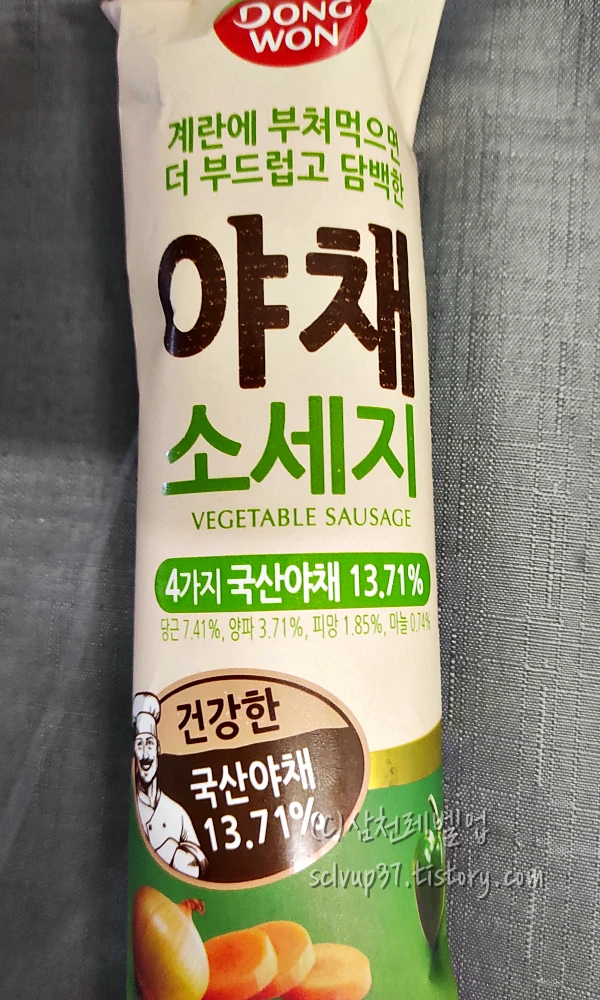 DONG
WON
계란에 부쳐먹으면
더 부드럽고 담백한
야채
소세지
VEGETABLE SAUSAGE
4가지 국산야채 13.71%
당근 7.41%, 양파 3.71%, 피망 1.85%, 마늘 0.74%
건강한
국산야채
13.71%
(C)삼천레벨업
sclvup37.tistory.com